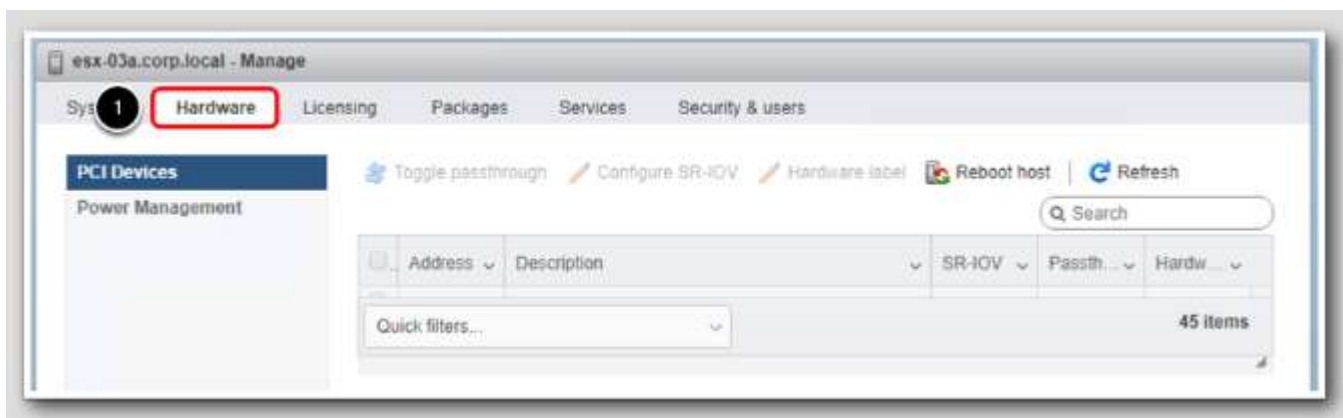 esx-03a.corp.local - Manage
Sys 1 Hardware Licensing Packages Services Security & users
PCI Devices
Power Management
Toggle passthrough Configure SR-IOV Hardware label Reboot host Refresh
Search
Address Description SR-IOV Passth... Hardw...
Quick filters...
45 items